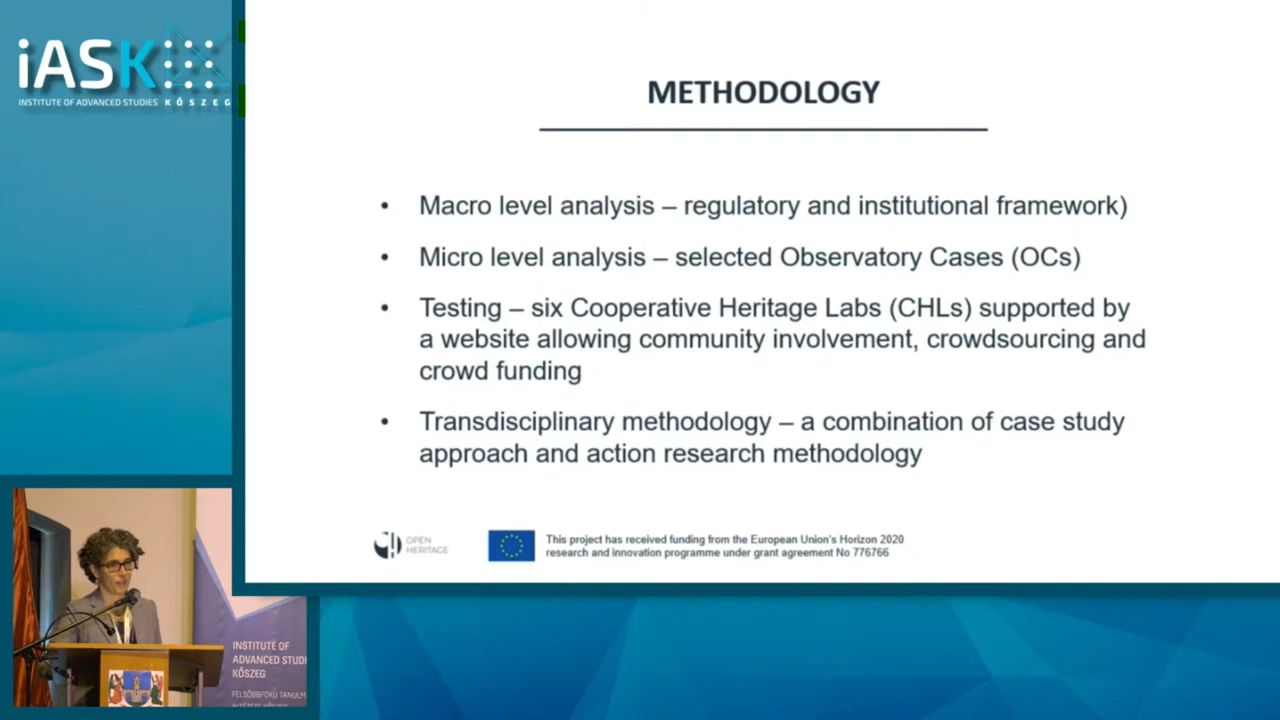 iASK
INSTITUTE OF ADVANCED STUDIES KŐSZEG
METHODOLOGY
• Macro level analysis – regulatory and institutional framework)
• Micro level analysis – selected Observatory Cases (OCs)
• Testing – six Cooperative Heritage Labs (CHLs) supported by
a website allowing community involvement, crowdsourcing and
crowd funding
• Transdisciplinary methodology – a combination of case study
approach and action research methodology
OPEN
HERITAGE
This project has received funding from the European Union's Horizon 2020
research and innovation programme under grant agreement No 776766
INSTITUTE OF
ADVANCED STUDI
KŐSZEG
FELSŐBBFOKÚ TANULM
INTÉZETE KŐSZEG